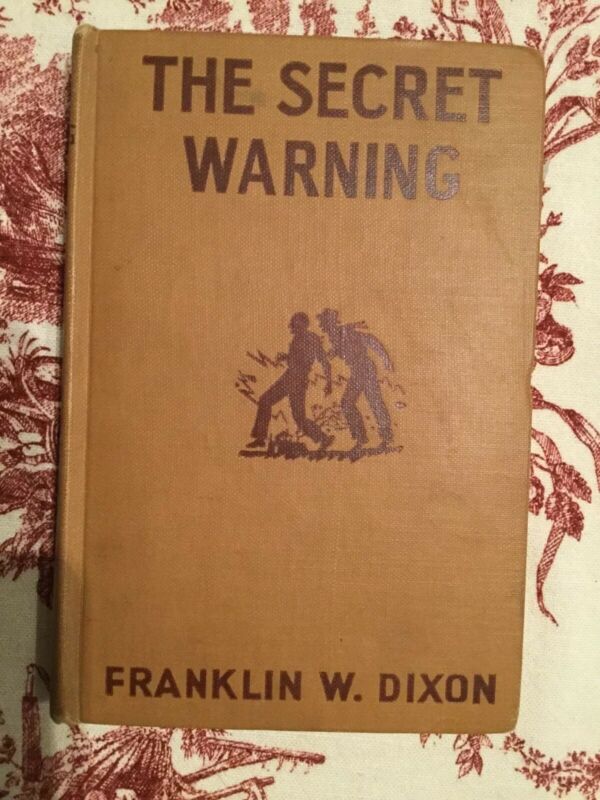 THE SECRET
WARNING
FRANKLIN W. DIXON